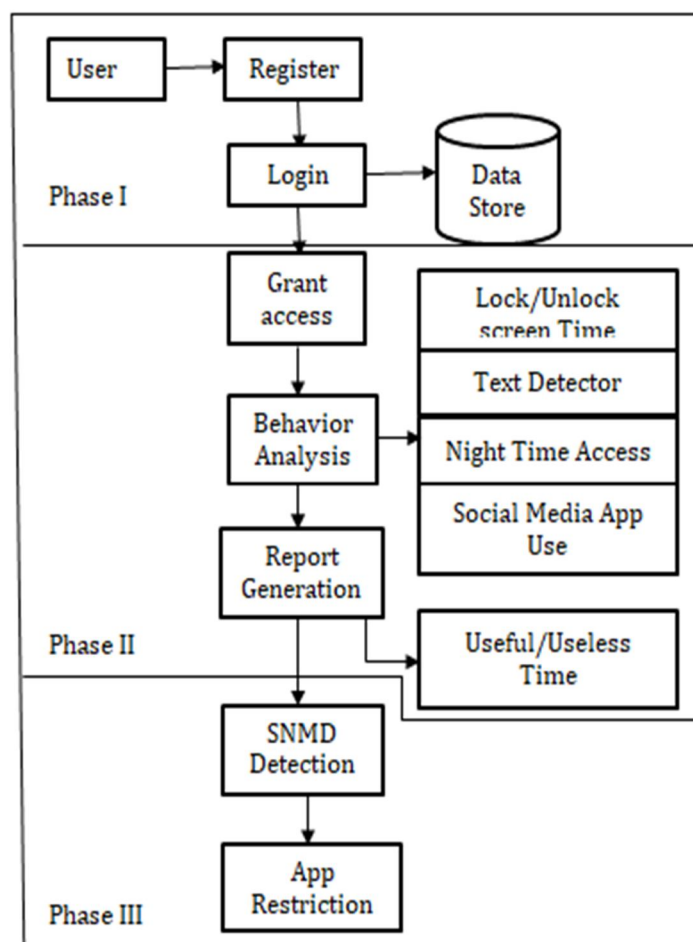 User
Register
Login
Data
Store
Phase I
Grant
access
Lock/Unlock
screen Time
Text Detector
Behavior
Analysis
Night Time Access
Social Media App
Use
Report
Generation
Phase II
Useful/Useless
Time
SNMD
Detection
App
Restriction
Phase III